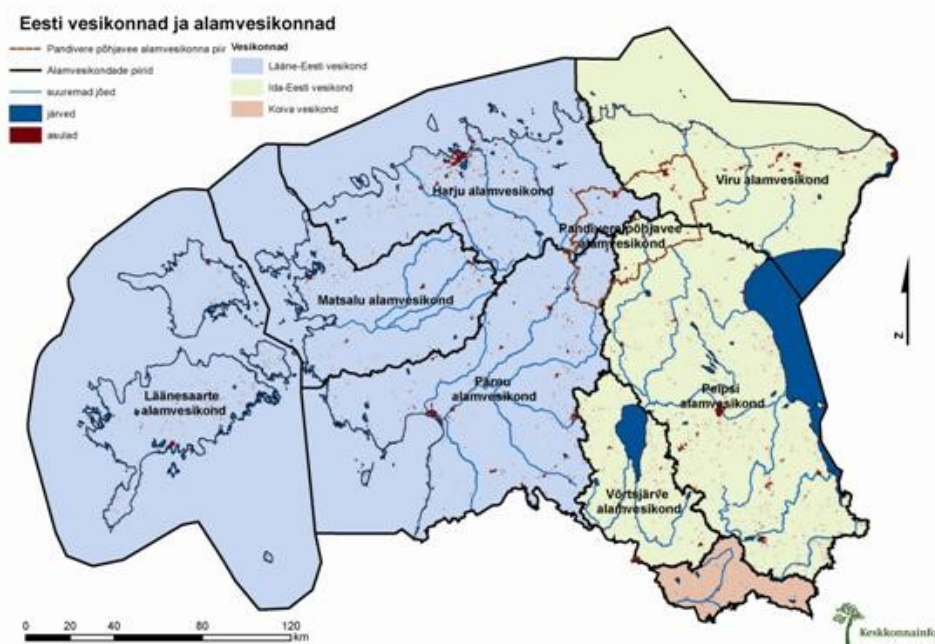 Eesti vesikonnad ja alamvesikonnad
Pandivere põhjavee alamvesikonna piir
Alamvesikondade piirid
suuremad jõed
järved
asulad
Vesikonnad
Lääne-Eesti vesikond
Ida-Eesti vesikond
Koiva vesikond
Harju alamvesikond
Viru alamvesikond
Pandivere põhjavee
alamvesikond
Matsalu alamvesikond
Läänesaarte
alamvesikond
Pärnu
alamvesikond
Peipsi
alamvesikond
Võrtsjärve
alamvesikond
N
0 20 40 80 120
km
Keskkonnainfo